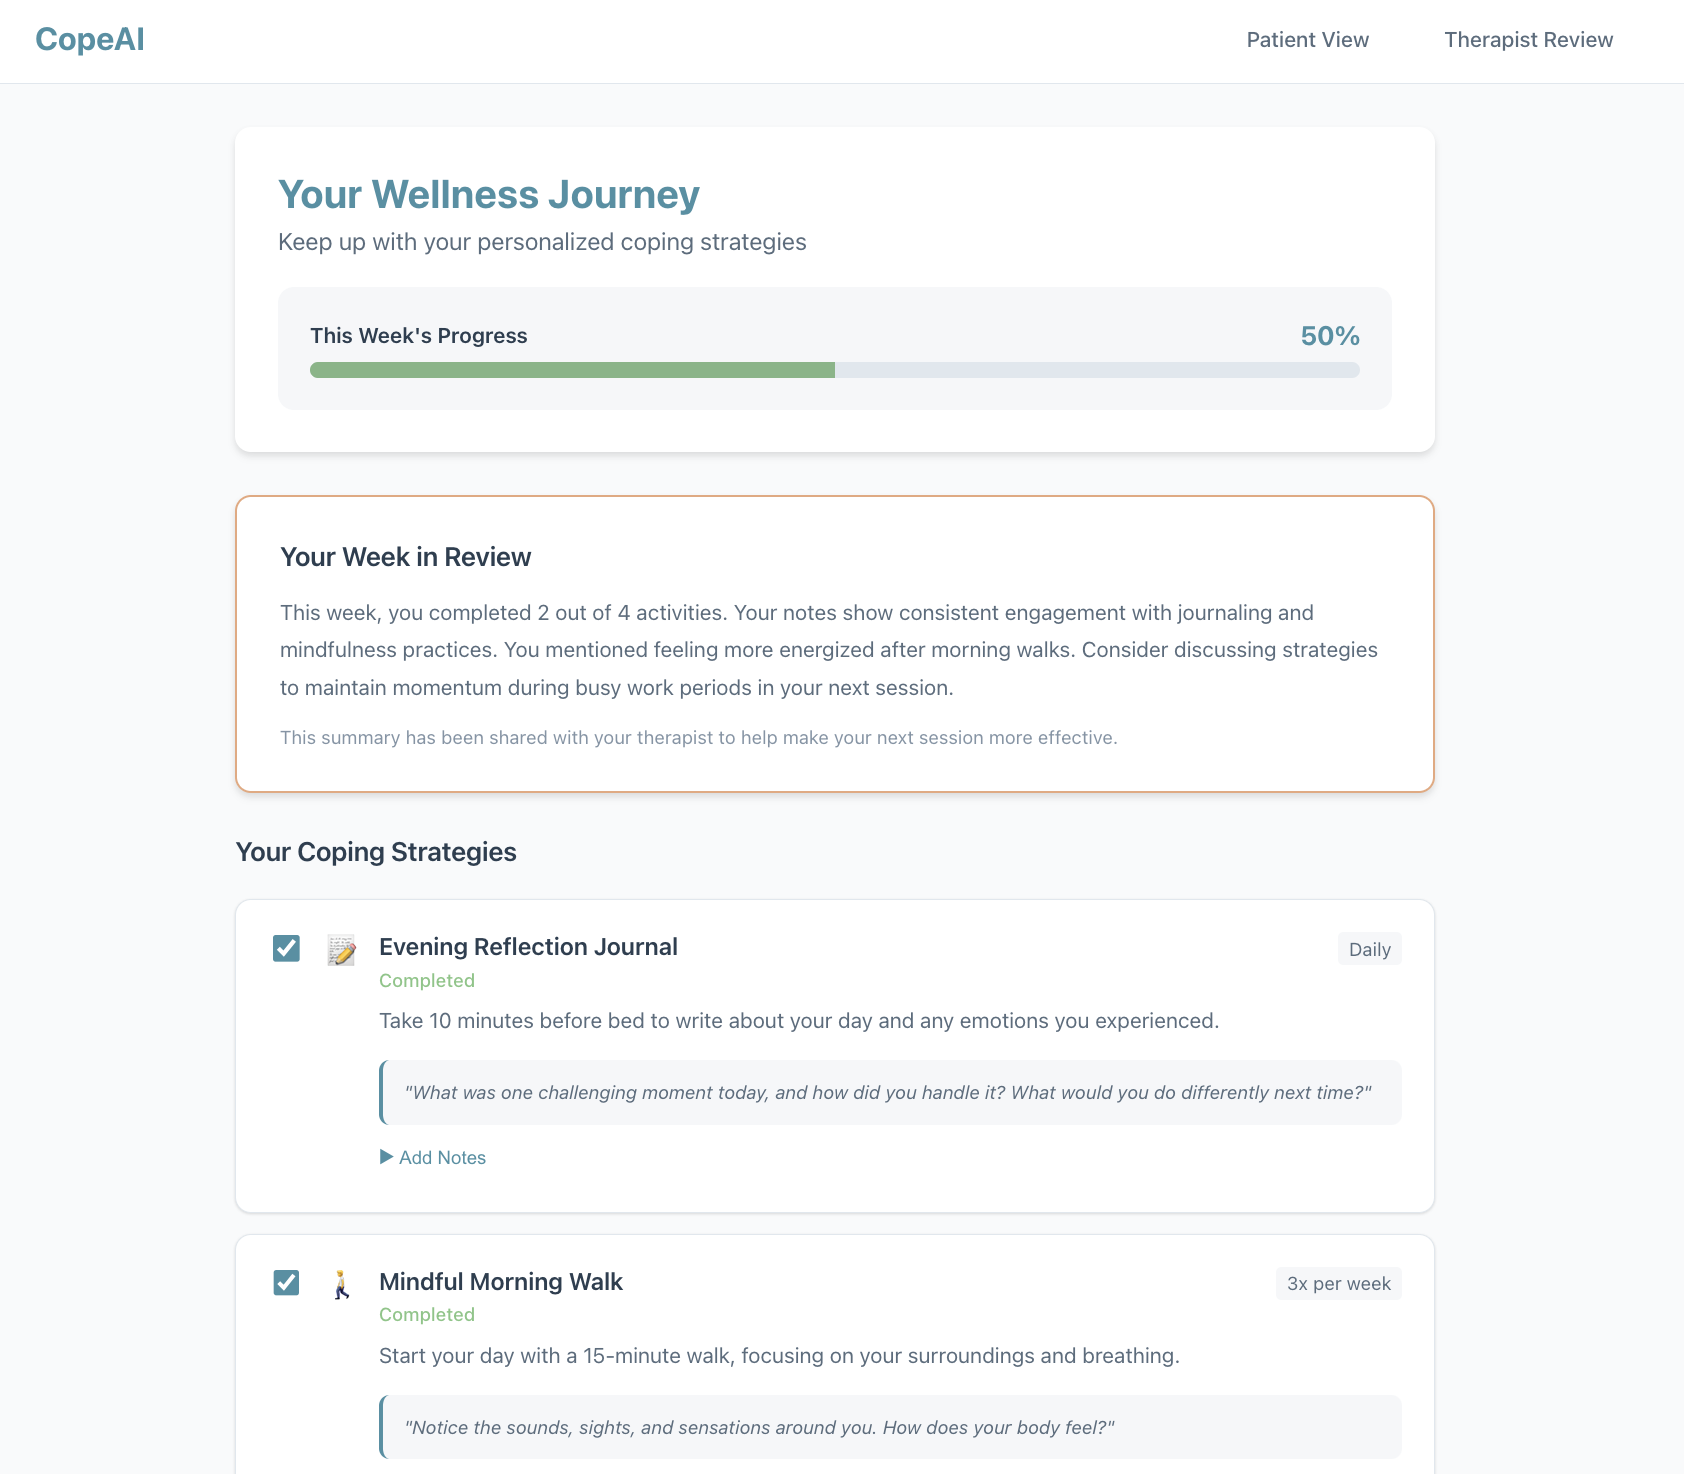 CopeAI
Patient View
Therapist Review
Your Wellness Journey
Keep up with your personalized coping strategies
This Week's Progress
50%
Your Week in Review
This week, you completed 2 out of 4 activities. Your notes show consistent engagement with journaling and
mindfulness practices. You mentioned feeling more energized after morning walks. Consider discussing strategies
to maintain momentum during busy work periods in your next session.
This summary has been shared with your therapist to help make your next session more effective.
Your Coping Strategies
Evening Reflection Journal
Daily
Completed
Take 10 minutes before bed to write about your day and any emotions you experienced.
"What was one challenging moment today, and how did you handle it? What would you do differently next time?"
▶ Add Notes
Mindful Morning Walk
3x per week
Completed
Start your day with a 15-minute walk, focusing on your surroundings and breathing.
"Notice the sounds, sights, and sensations around you. How does your body feel?"